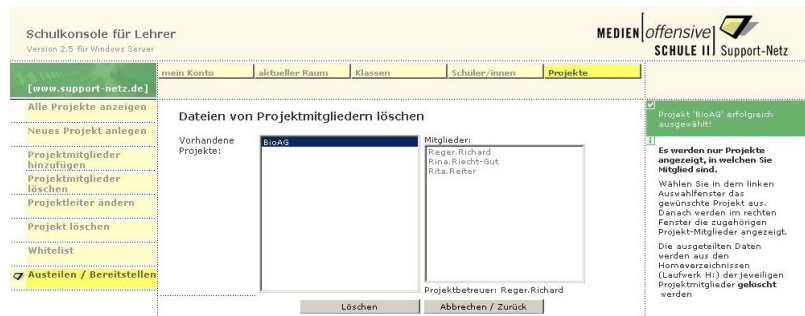 Schulkonsole für Lehrer
Version 2.5 für Windows Server
MEDIEN offensive
SCHULE II Support-Netz
[www.support-netz.de]
mein Konto
aktueller Raum
Klassen
Schüler/innen
Projekte
Alle Projekte anzeigen
Neues Projekt anlegen
Projektmitglieder
hinzufügen
Projektmitglieder
löschen
Projektleiter ändern
Projekt löschen
Whitelist
Austeilen / Bereitstellen
Dateien von Projektmitgliedern löschen
Vorhandene
Projekte:
BioAG
Mitglieder:
Reger.Richard
Rina.Riecht-Gut
Rita.Reiter
Projektbetreuer: Reger.Richard
Löschen
Abbrechen / Zurück
Projekt 'BioAG' erfolgreich
ausgewählt!
Es werden nur Projekte
angezeigt, in welchen Sie
Mitglied sind.
Wählen Sie in dem linken
Auswahlfenster das
gewünschte Projekt aus.
Danach werden im rechten
Fenster die zugehörigen
Projekt-Mitglieder angezeigt.
Die ausgeteilten Daten
werden aus den
Homeverzeichnissen
(Laufwerk H:) der jeweiligen
Projektmitglieder gelöscht
werden